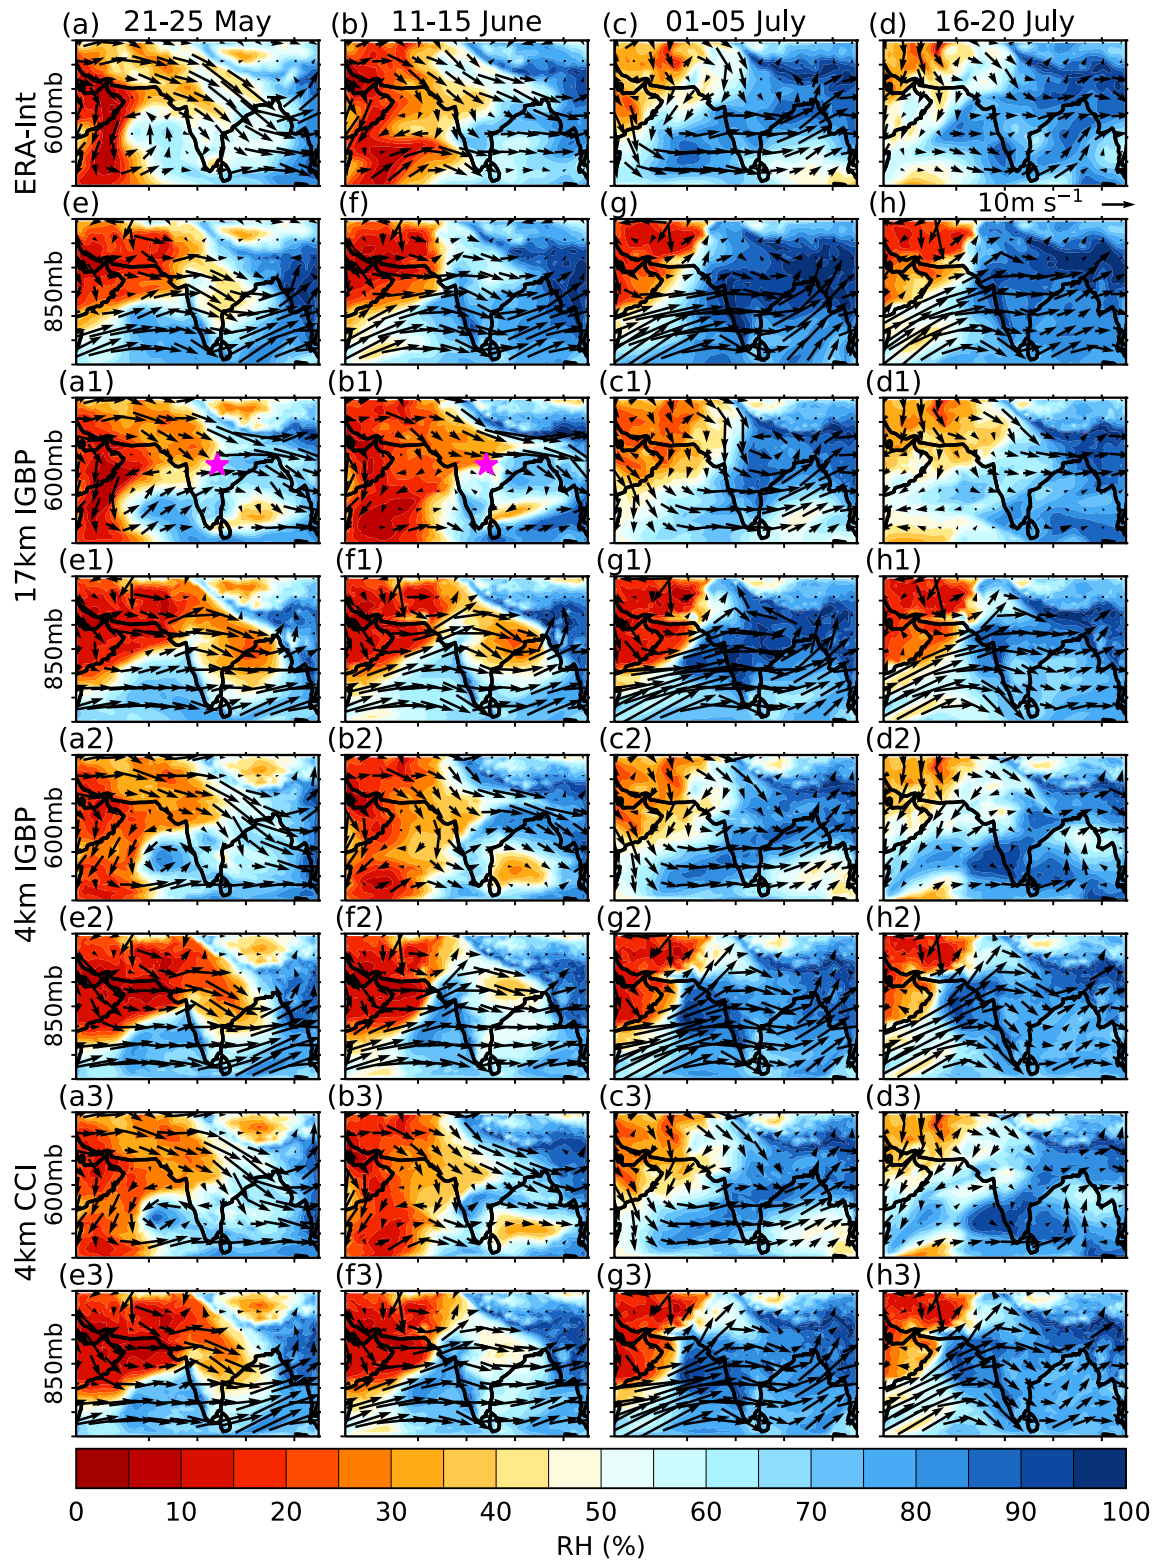 (a) 21-25 May (b) 11-15 June (c) 01-05 July (d) 16-20 July
ERA-Int
600mb
(e) (f) (g) (h) 10m s⁻¹
850mb
(a1) (b1) (c1) (d1)
17km IGBP
600mb
(e1) (f1) (g1) (h1)
850mb
(a2) (b2) (c2) (d2)
4km IGBP
600mb
(e2) (f2) (g2) (h2)
850mb
(a3) (b3) (c3) (d3)
4km CCI
600mb
(e3) (f3) (g3) (h3)
850mb
0 10 20 30 40 50 60 70 80 90 100
RH (%)